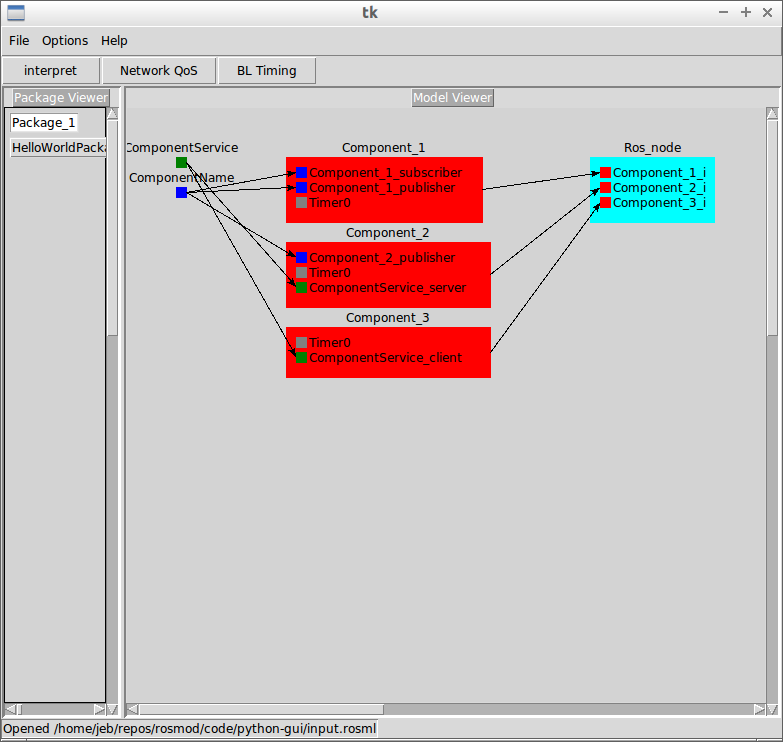 tk
File Options Help
interpret Network QoS BL Timing
Package Viewer
Model Viewer
Package_1
HelloWorldPacka
ComponentService
ComponentName
Component_1
Component_1_subscriber
Component_1_publisher
Timer0
Component_2
Component_2_publisher
Timer0
ComponentService_server
Component_3
Timer0
ComponentService_client
Ros_node
Component_1_i
Component_2_i
Component_3_i
Opened /home/jeb/repos/rosmod/code/python-gui/input.rosml